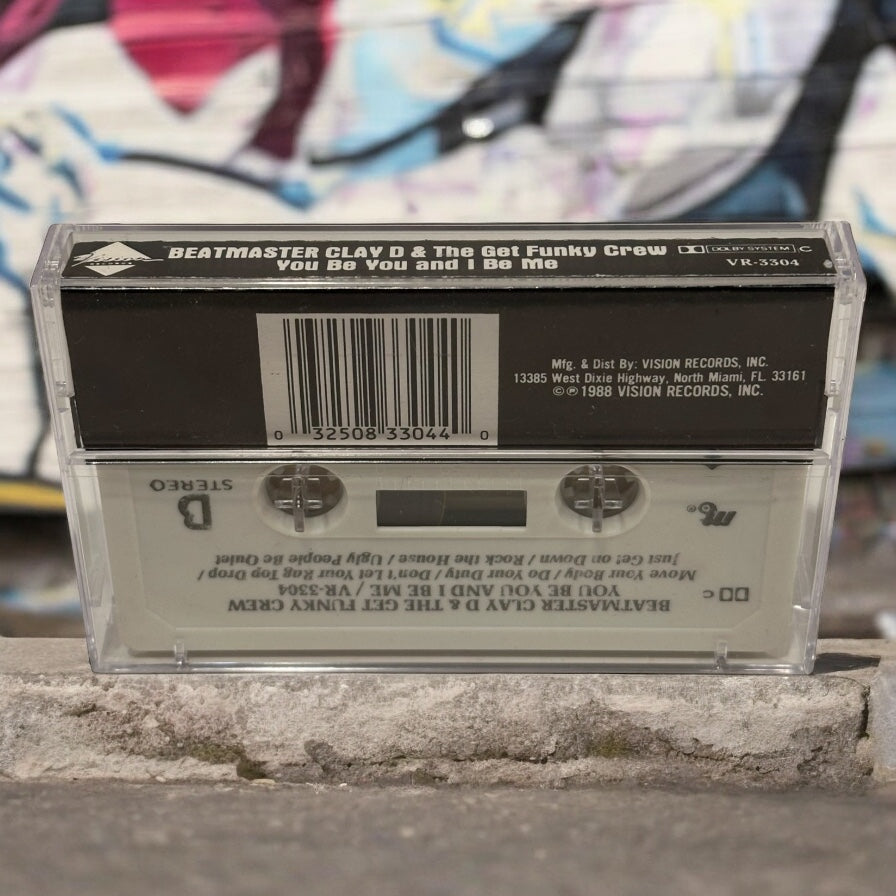 Vision
RECORDS
BEATMASTER CLAY D & The Get Funky Crew
You Be You and I Be Me
DOLBY SYSTEM C
VR-3304
Mfg. & Dist By: VISION RECORDS, INC.
13385 West Dixie Highway, North Miami, FL. 33161
©℗ 1988 VISION RECORDS, INC.
0 32508 33044 0
BEATMASTER CLAY D & THE GET FUNKY CREW
YOU BE YOU AND I BE ME / VR-3304
C
Move Your Body / Do Your Duty / Don't Let Your Rag Top Drop /
Just Get on Down / Rock the House / Ugly People Be Quiet
B
STEREO